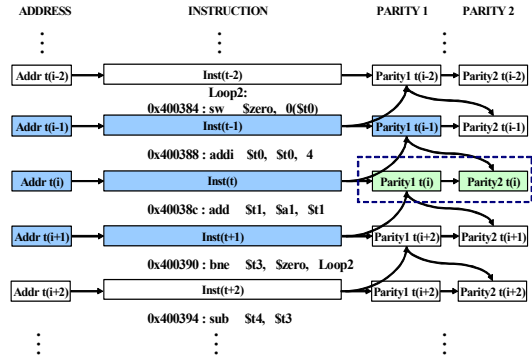 ADDRESS INSTRUCTION PARITY 1 PARITY 2
Addr t(i-2) Inst(t-2) Parity1 t(i-2) Parity2 t(i-2)
Loop2:
0x400384 : sw $zero, 0($t0)
Addr t(i-1) Inst(t-1) Parity1 t(i-1) Parity2 t(i-1)
0x400388 : addi $t0, $t0, 4
Addr t(i) Inst(t) Parity1 t(i) Parity2 t(i)
0x40038c : add $t1, $a1, $t1
Addr t(i+1) Inst(t+1) Parity1 t(i+2) Parity2 t(i+1)
0x400390 : bne $t3, $zero, Loop2
Addr t(i+2) Inst(t+2) Parity1 t(i+2) Parity2 t(i+2)
0x400394 : sub $t4, $t3